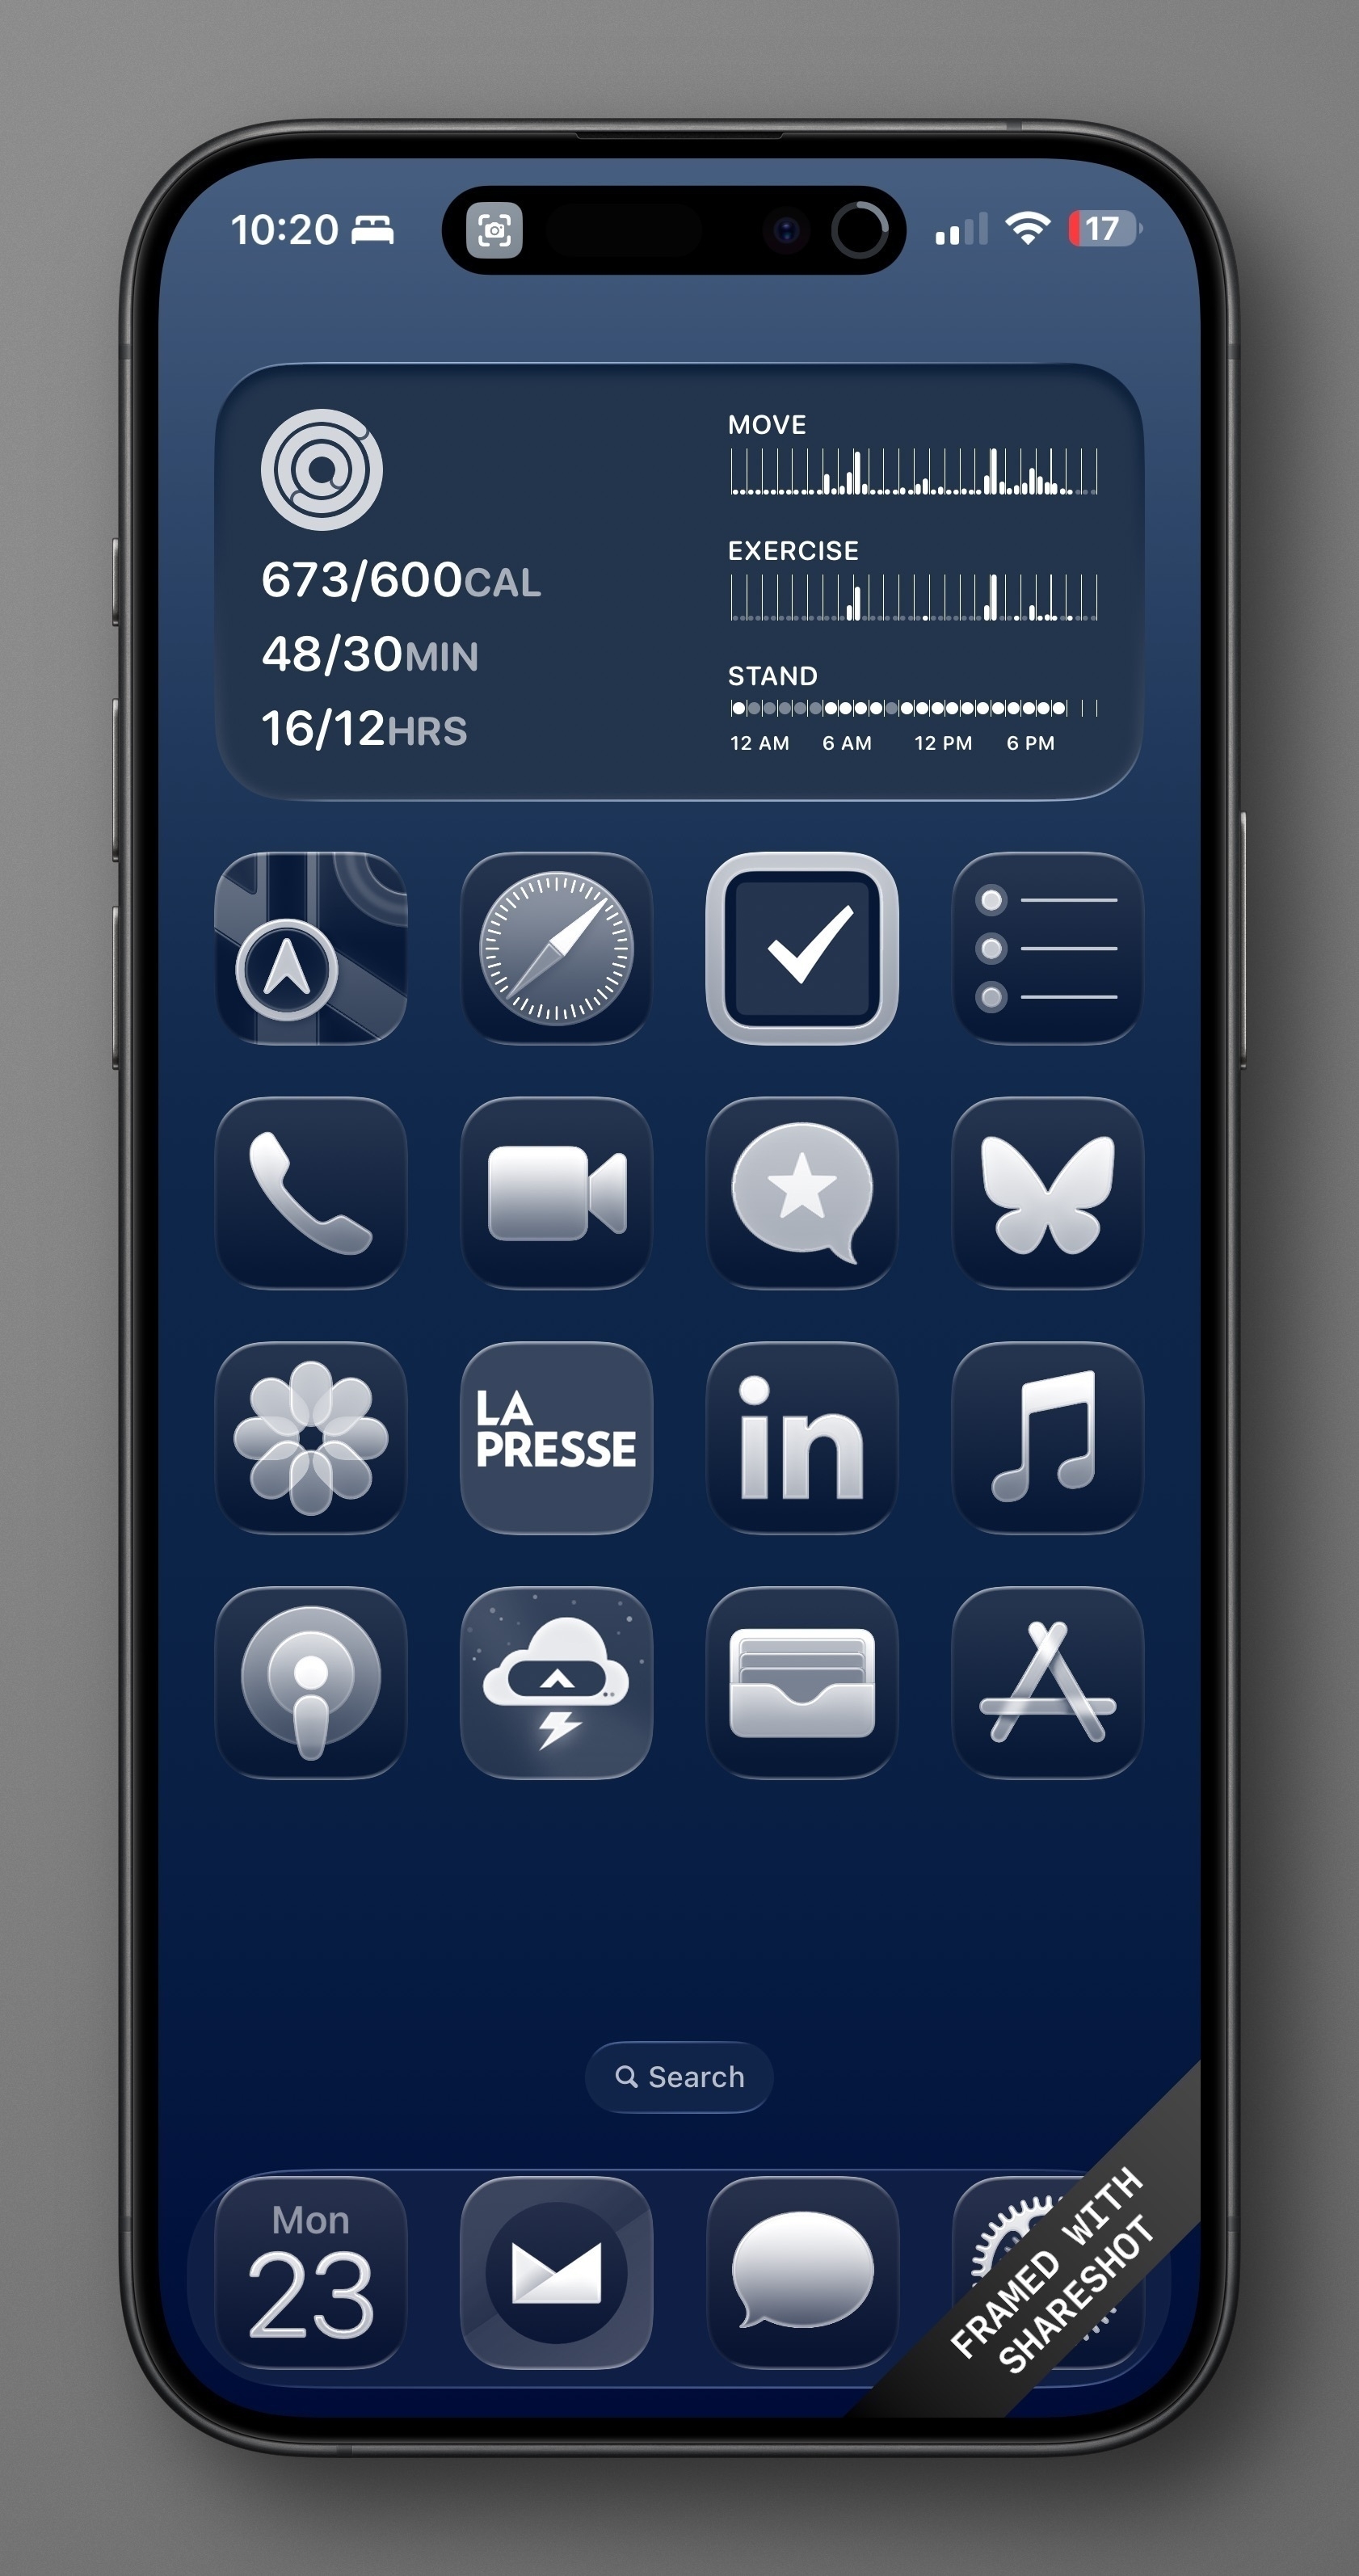 10:20
17
673/600CAL
48/30MIN
16/12HRS
MOVE
EXERCISE
STAND
12 AM 6 AM 12 PM 6 PM
LA
PRESSE
in
Search
Mon
23
FRAMED WITH
SHARESHOT